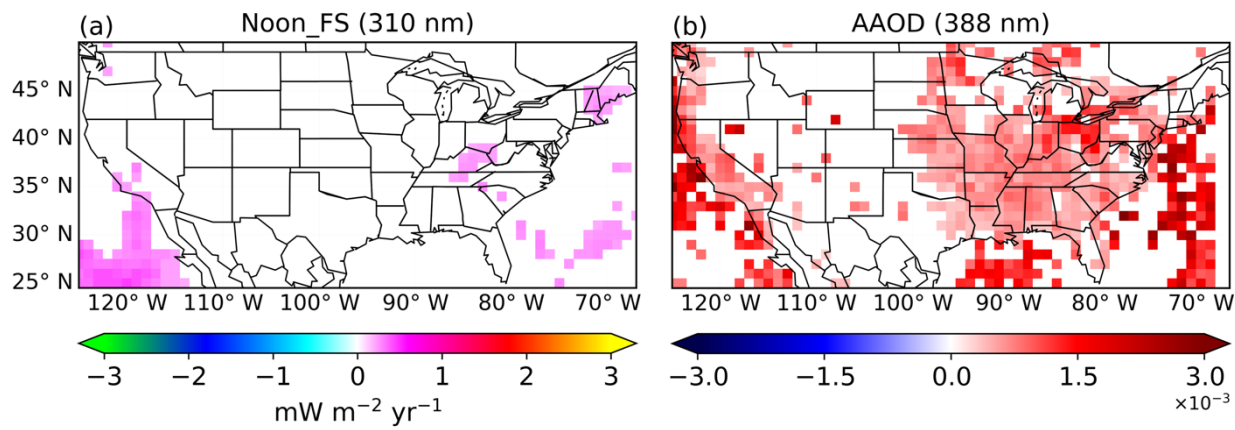 (a) Noon_FS (310 nm)
(b) AAOD (388 nm)
45° N
40° N
35° N
30° N
25° N
120° W 110° W 100° W 90° W 80° W 70° W
120° W 110° W 100° W 90° W 80° W 70° W
−3 −2 −1 0 1 2 3
mW m⁻² yr⁻¹
−3.0 −1.5 0.0 1.5 3.0
×10⁻³